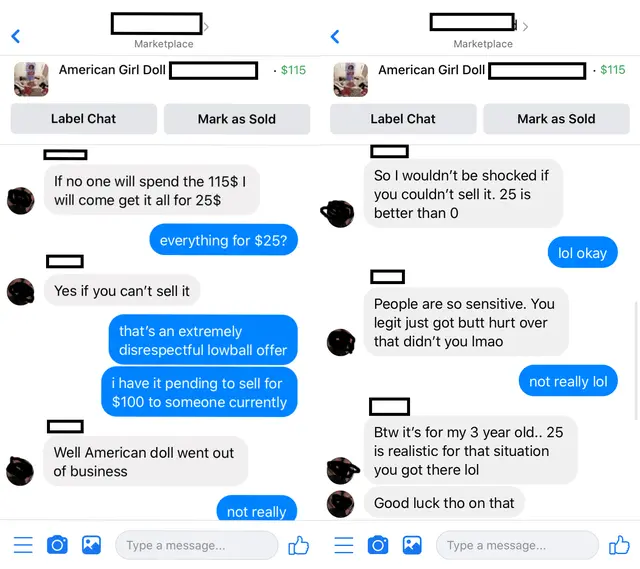 Marketplace
American Girl Doll
· $115
Label Chat
Mark as Sold
If no one will spend the 115$ I
will come get it all for 25$
everything for $25?
Yes if you can’t sell it
that’s an extremely
disrespectful lowball offer
i have it pending to sell for
$100 to someone currently
Well American doll went out
of business
not really
Type a message...
Marketplace
American Girl Doll
· $115
Label Chat
Mark as Sold
So I wouldn’t be shocked if
you couldn’t sell it. 25 is
better than 0
lol okay
People are so sensitive. You
legit just got butt hurt over
that didn’t you lmao
not really lol
Btw it’s for my 3 year old.. 25
is realistic for that situation
you got there lol
Good luck tho on that
Type a message...